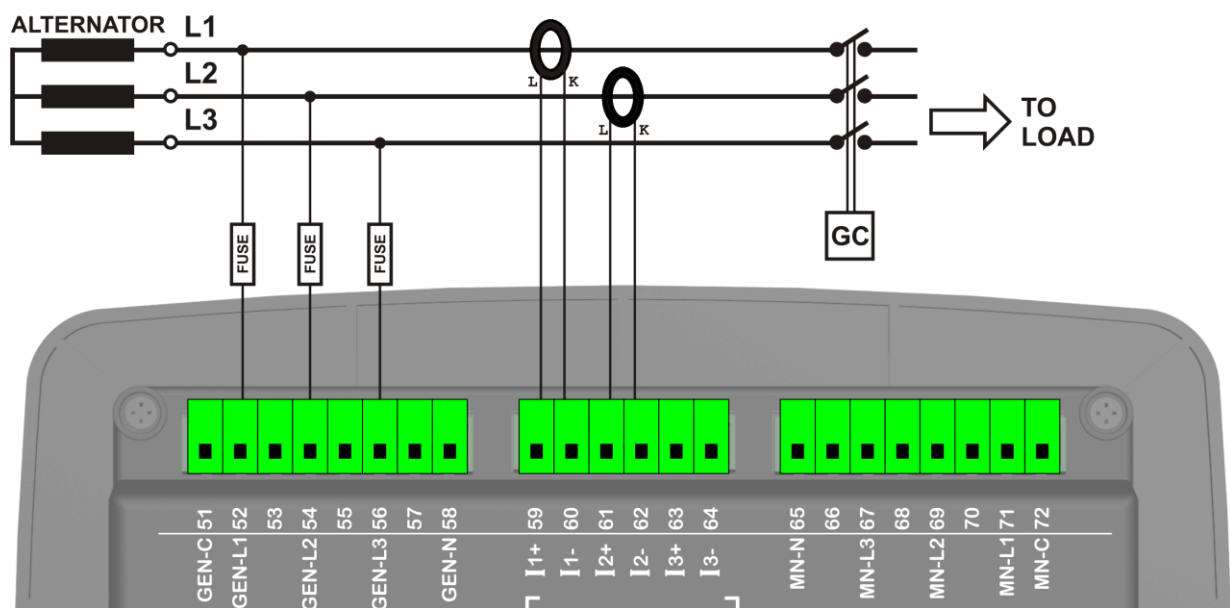 ALTERNATOR
L1
L2
L3
L K
L K
TO
LOAD
FUSE
FUSE
FUSE
GC
GEN-C 51
GEN-L1 52
53
GEN-L2 54
55
GEN-L3 56
57
GEN-N 58
I1+ 59
I1- 60
I2+ 61
I2- 62
I3+ 63
I3- 64
MN-N 65
66
MN-L3 67
68
MN-L2 69
70
MN-L1 71
MN-C 72